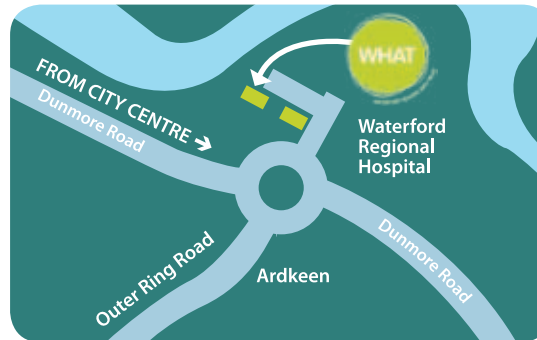 WHAT
FROM CITY CENTRE ➔
Dunmore Road
Waterford
Regional
Hospital
Dunmore Road
Outer Ring Road
Ardkeen